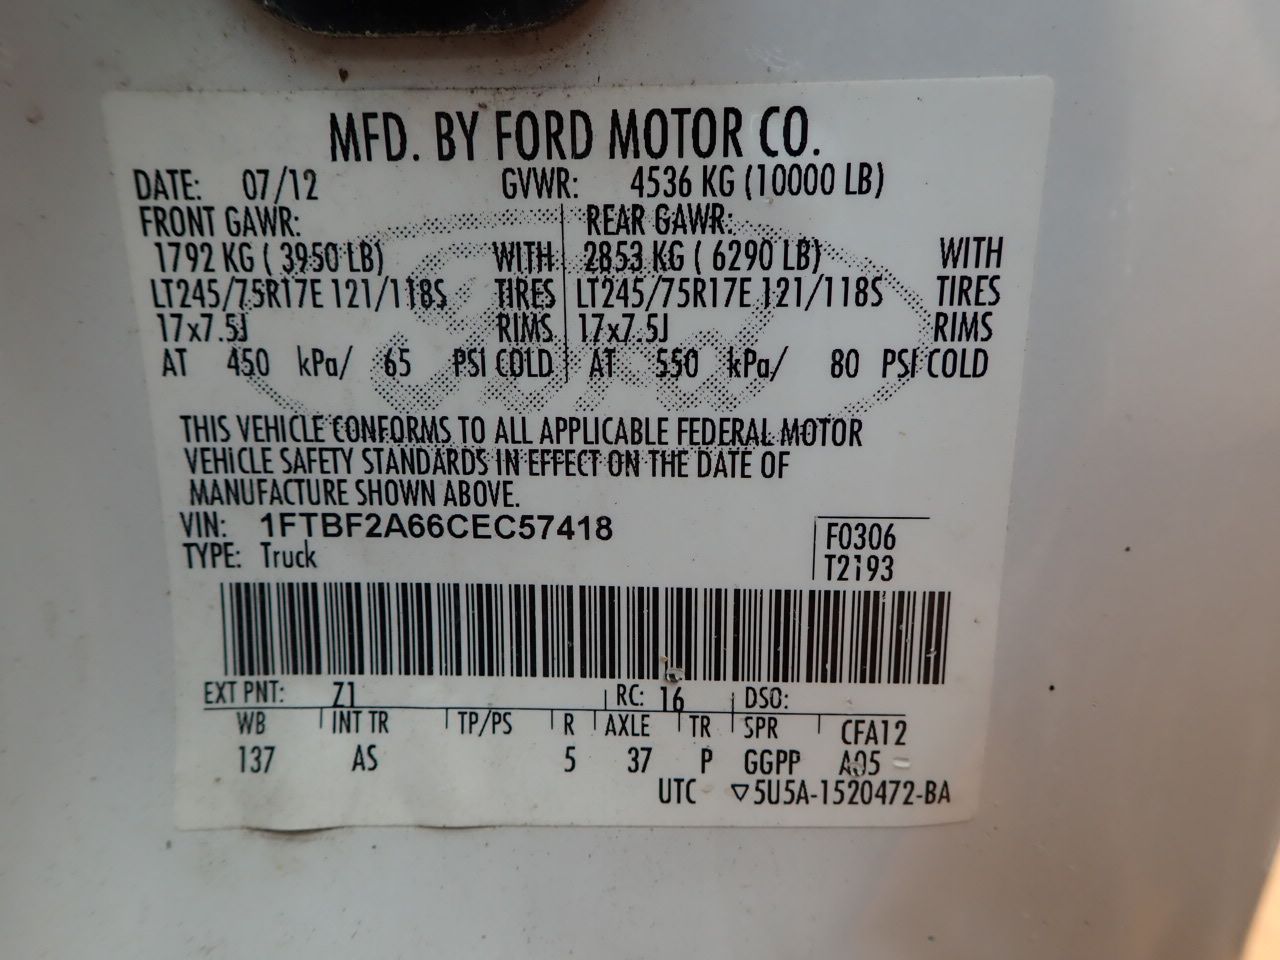 MFD. BY FORD MOTOR CO.
DATE: 07/12 GVWR: 4536 KG (10000 LB)
FRONT GAWR: REAR GAWR:
1792 KG ( 3950 LB) WITH 2853 KG ( 6290 LB) WITH
LT245/75R17E 121/118S TIRES LT245/75R17E 121/118S TIRES
17x7.5J RIMS 17x7.5J RIMS
AT 450 kPa/ 65 PSI COLD AT 550 kPa/ 80 PSI COLD
THIS VEHICLE CONFORMS TO ALL APPLICABLE FEDERAL MOTOR
VEHICLE SAFETY STANDARDS IN EFFECT ON THE DATE OF
MANUFACTURE SHOWN ABOVE.
VIN: 1FTBF2A66CEC57418
TYPE: Truck
F0306
T2193
EXT PNT: Z1 RC: 16 DSO:
WB INT TR TP/PS R AXLE TR SPR CFA12
137 AS 5 37 P GGPP A05
UTC ▽5U5A-1520472-BA
Ford